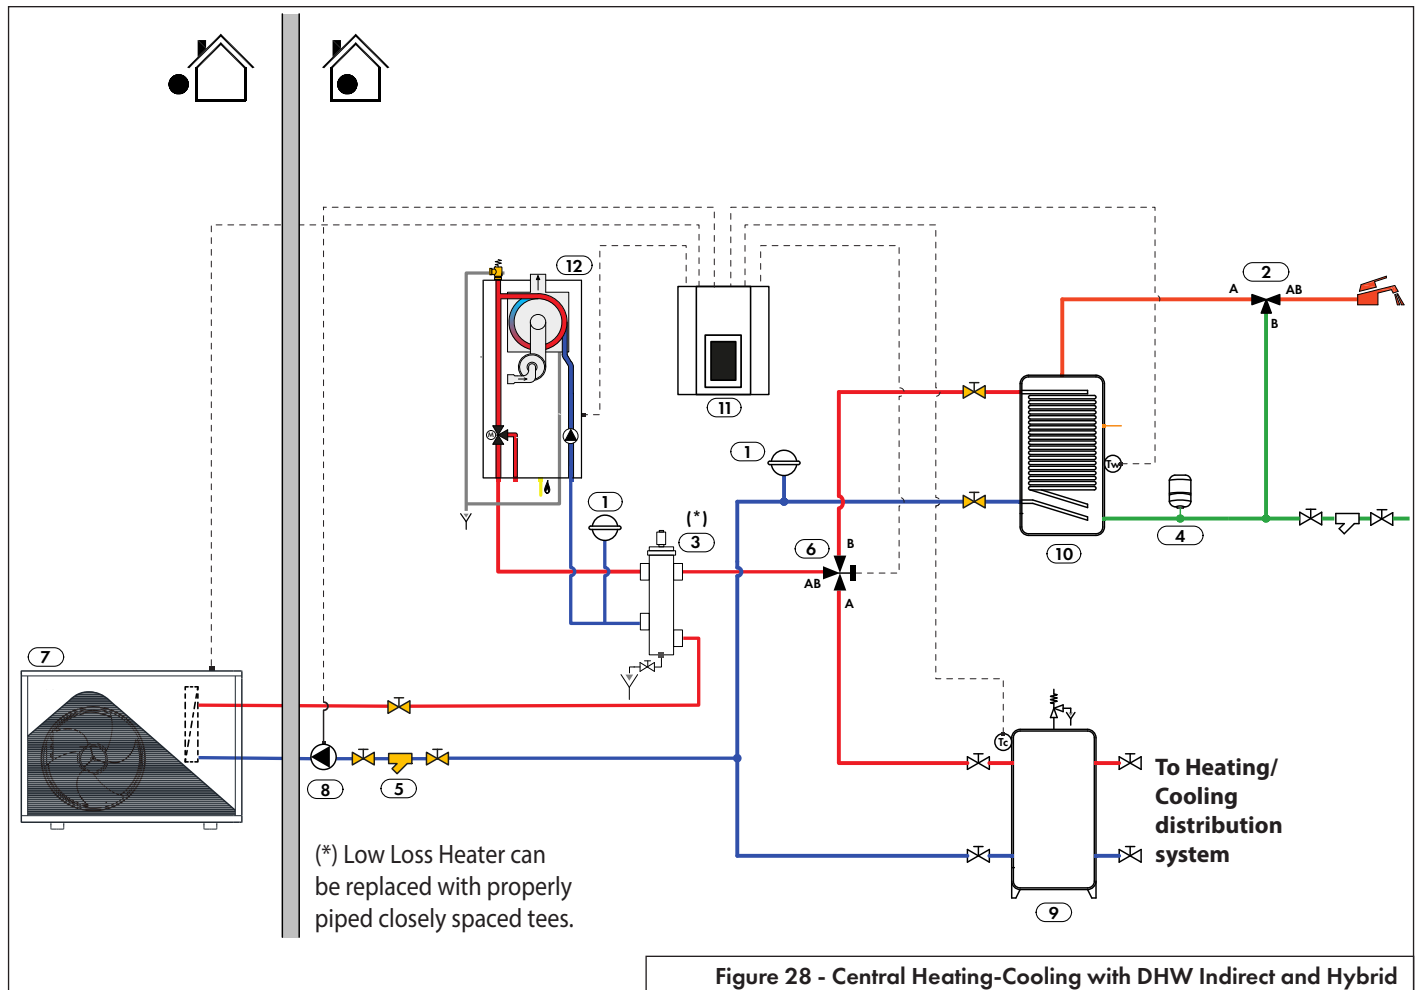 12
2
A
AB
B
11
1
Tw
M
1
(*)
3
6
B
AB
A
4
10
7
Tc
8
5
To Heating/
Cooling
distribution
system
(*) Low Loss Heater can
be replaced with properly
piped closely spaced tees.
9
Figure 28 - Central Heating-Cooling with DHW Indirect and Hybrid